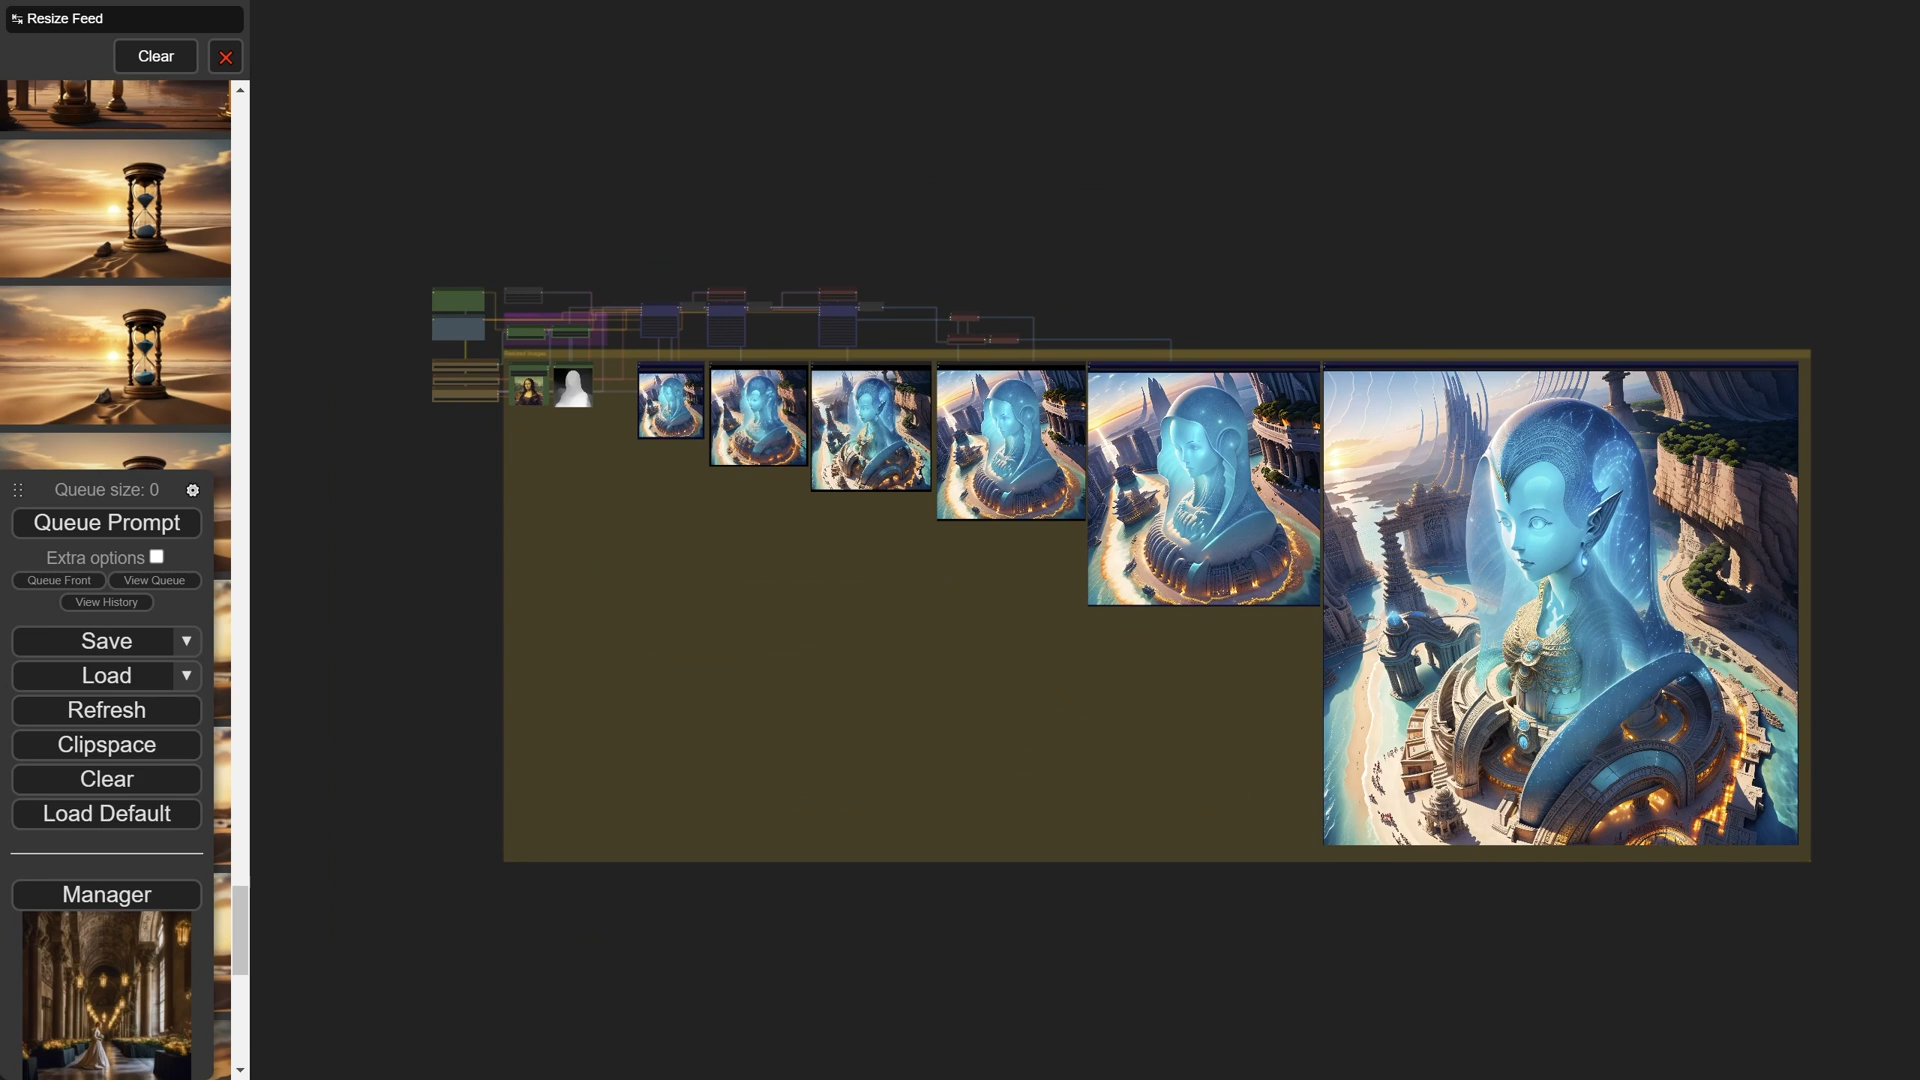 Resize Feed
Clear
Queue size: 0
Queue Prompt
Extra options
Queue Front
View Queue
View History
Save
Load
Refresh
Clipspace
Clear
Load Default
Manager